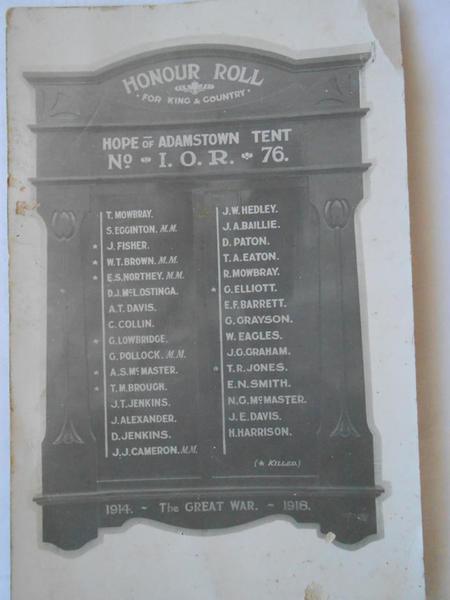 HONOUR ROLL
· FOR KING & COUNTRY ·
HOPE OF ADAMSTOWN TENT
No I. O. R. 76.
T. MOWBRAY.
S. EGGINTON. M.M.
* J. FISHER.
* W.T. BROWN. M.M.
* E.S. NORTHEY. M.M.
D.J. McL. OSTINGA.
A.T. DAVIS.
C. COLLIN.
* G. LOWBRIDGE.
G. POLLOCK. M.M.
* A.S. McMASTER.
* T.M. BROUGH.
J.T. JENKINS.
J. ALEXANDER.
D. JENKINS.
J.J. CAMERON. M.M.
J.W. HEDLEY.
J.A. BAILLIE.
D. PATON.
T.A. EATON.
R. MOWBRAY.
* G. ELLIOTT.
E.F. BARRETT.
G. GRAYSON.
W. EAGLES.
J.G. GRAHAM.
* T.R. JONES.
E.N. SMITH.
N.G. McMASTER.
J.E. DAVIS.
H. HARRISON.
(* KILLED.)
1914. ~ The GREAT WAR. ~ 1918.